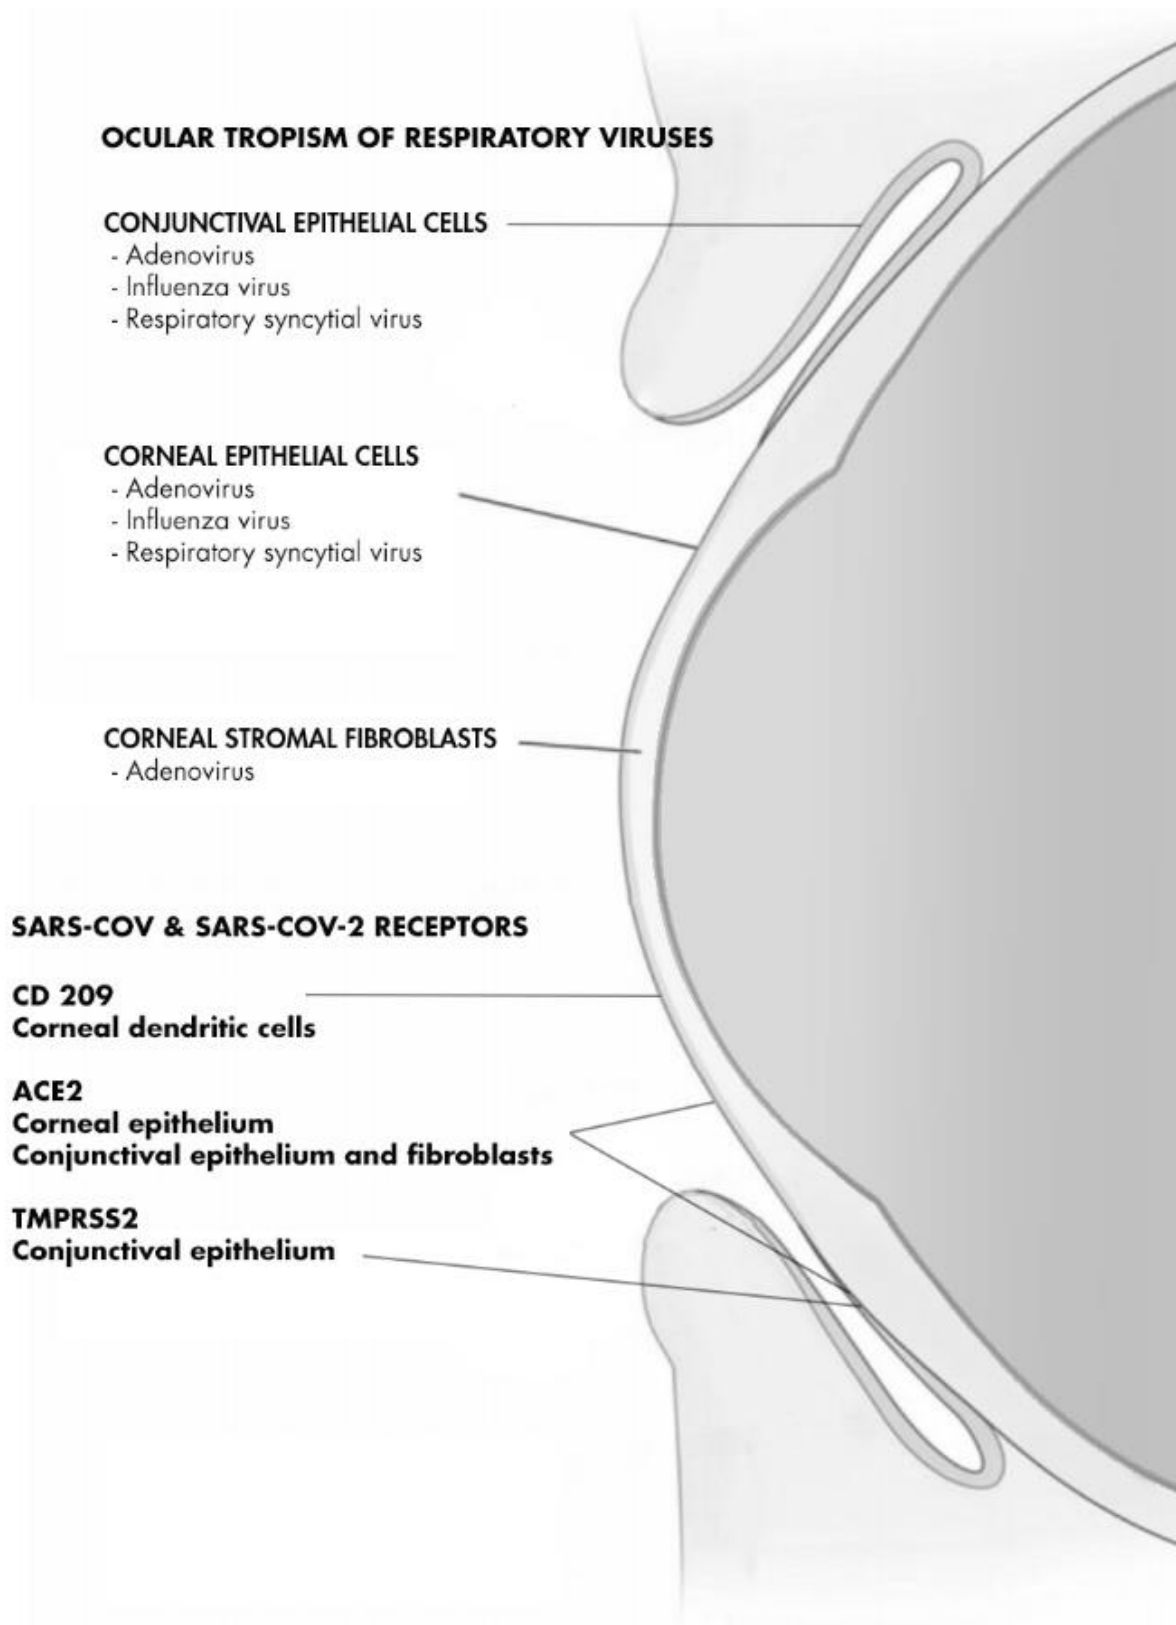 OCULAR TROPISM OF RESPIRATORY VIRUSES
CONJUNCTIVAL EPITHELIAL CELLS
- Adenovirus
- Influenza virus
- Respiratory syncytial virus
CORNEAL EPITHELIAL CELLS
- Adenovirus
- Influenza virus
- Respiratory syncytial virus
CORNEAL STROMAL FIBROBLASTS
- Adenovirus
SARS-COV & SARS-COV-2 RECEPTORS
CD 209
Corneal dendritic cells
ACE2
Corneal epithelium
Conjunctival epithelium and fibroblasts
TMPRSS2
Conjunctival epithelium